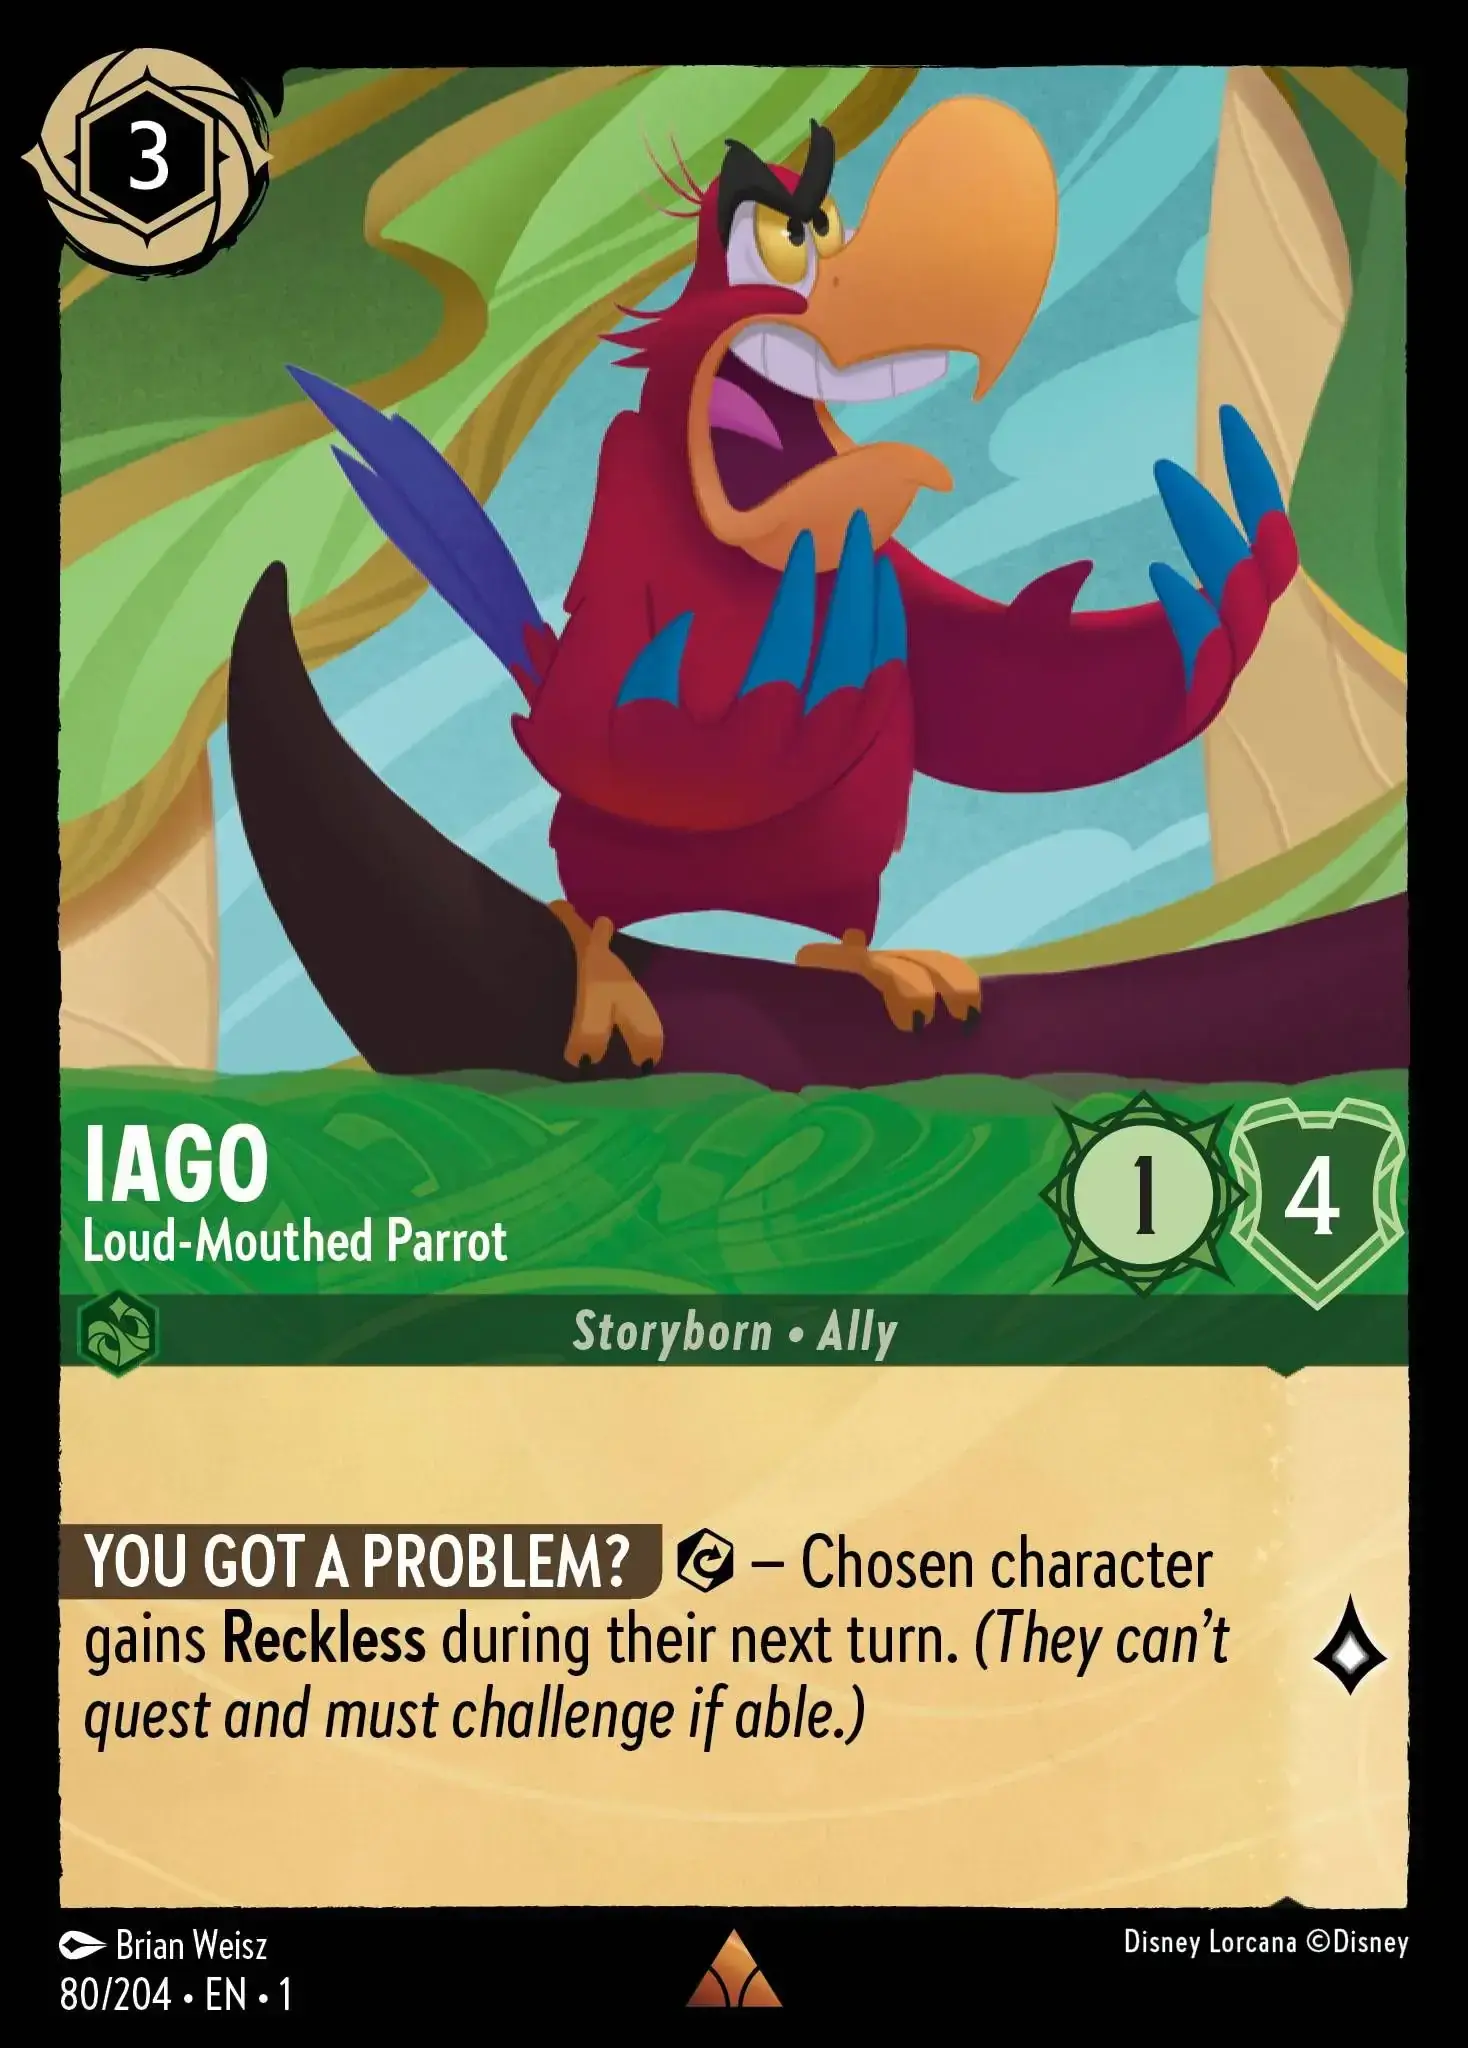 3
IAGO
Loud-Mouthed Parrot
1
4
Storyborn • Ally
YOU GOT A PROBLEM? – Chosen character
gains Reckless during their next turn. (They can't
quest and must challenge if able.)
Brian Weisz
Disney Lorcana ©Disney
80/204 • EN • 1